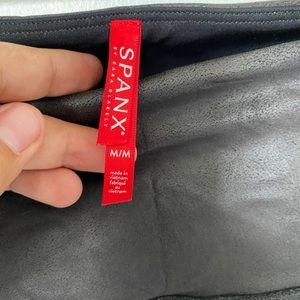 SPANX®
BY SARA BLAKELY
M/M
made in
vietnam
fabriqué
au
vietnam